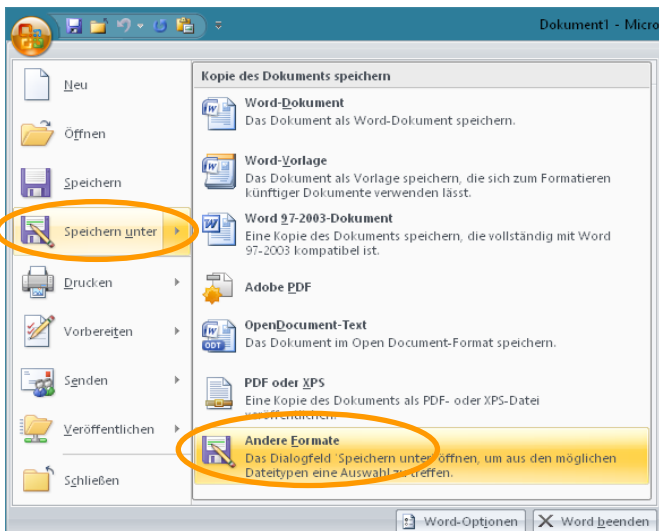 Dokument1 - Micro
Neu
Öffnen
Speichern
Speichern unter
Drucken
Vorbereiten
Senden
Veröffentlichen
Schließen
Kopie des Dokuments speichern
Word-Dokument
Das Dokument als Word-Dokument speichern.
Word-Vorlage
Das Dokument als Vorlage speichern, die sich zum Formatieren
künftiger Dokumente verwenden lässt.
Word 97-2003-Dokument
Eine Kopie des Dokuments speichern, die vollständig mit Word
97-2003 kompatibel ist.
Adobe PDF
OpenDocument-Text
Das Dokument im Open Document-Format speichern.
PDF oder XPS
Eine Kopie des Dokuments als PDF- oder XPS-Datei
veröffentlichen.
Andere Formate
Das Dialogfeld 'Speichern unter' öffnen, um aus den möglichen
Dateitypen eine Auswahl zu treffen.
Word-Optionen
Word beenden